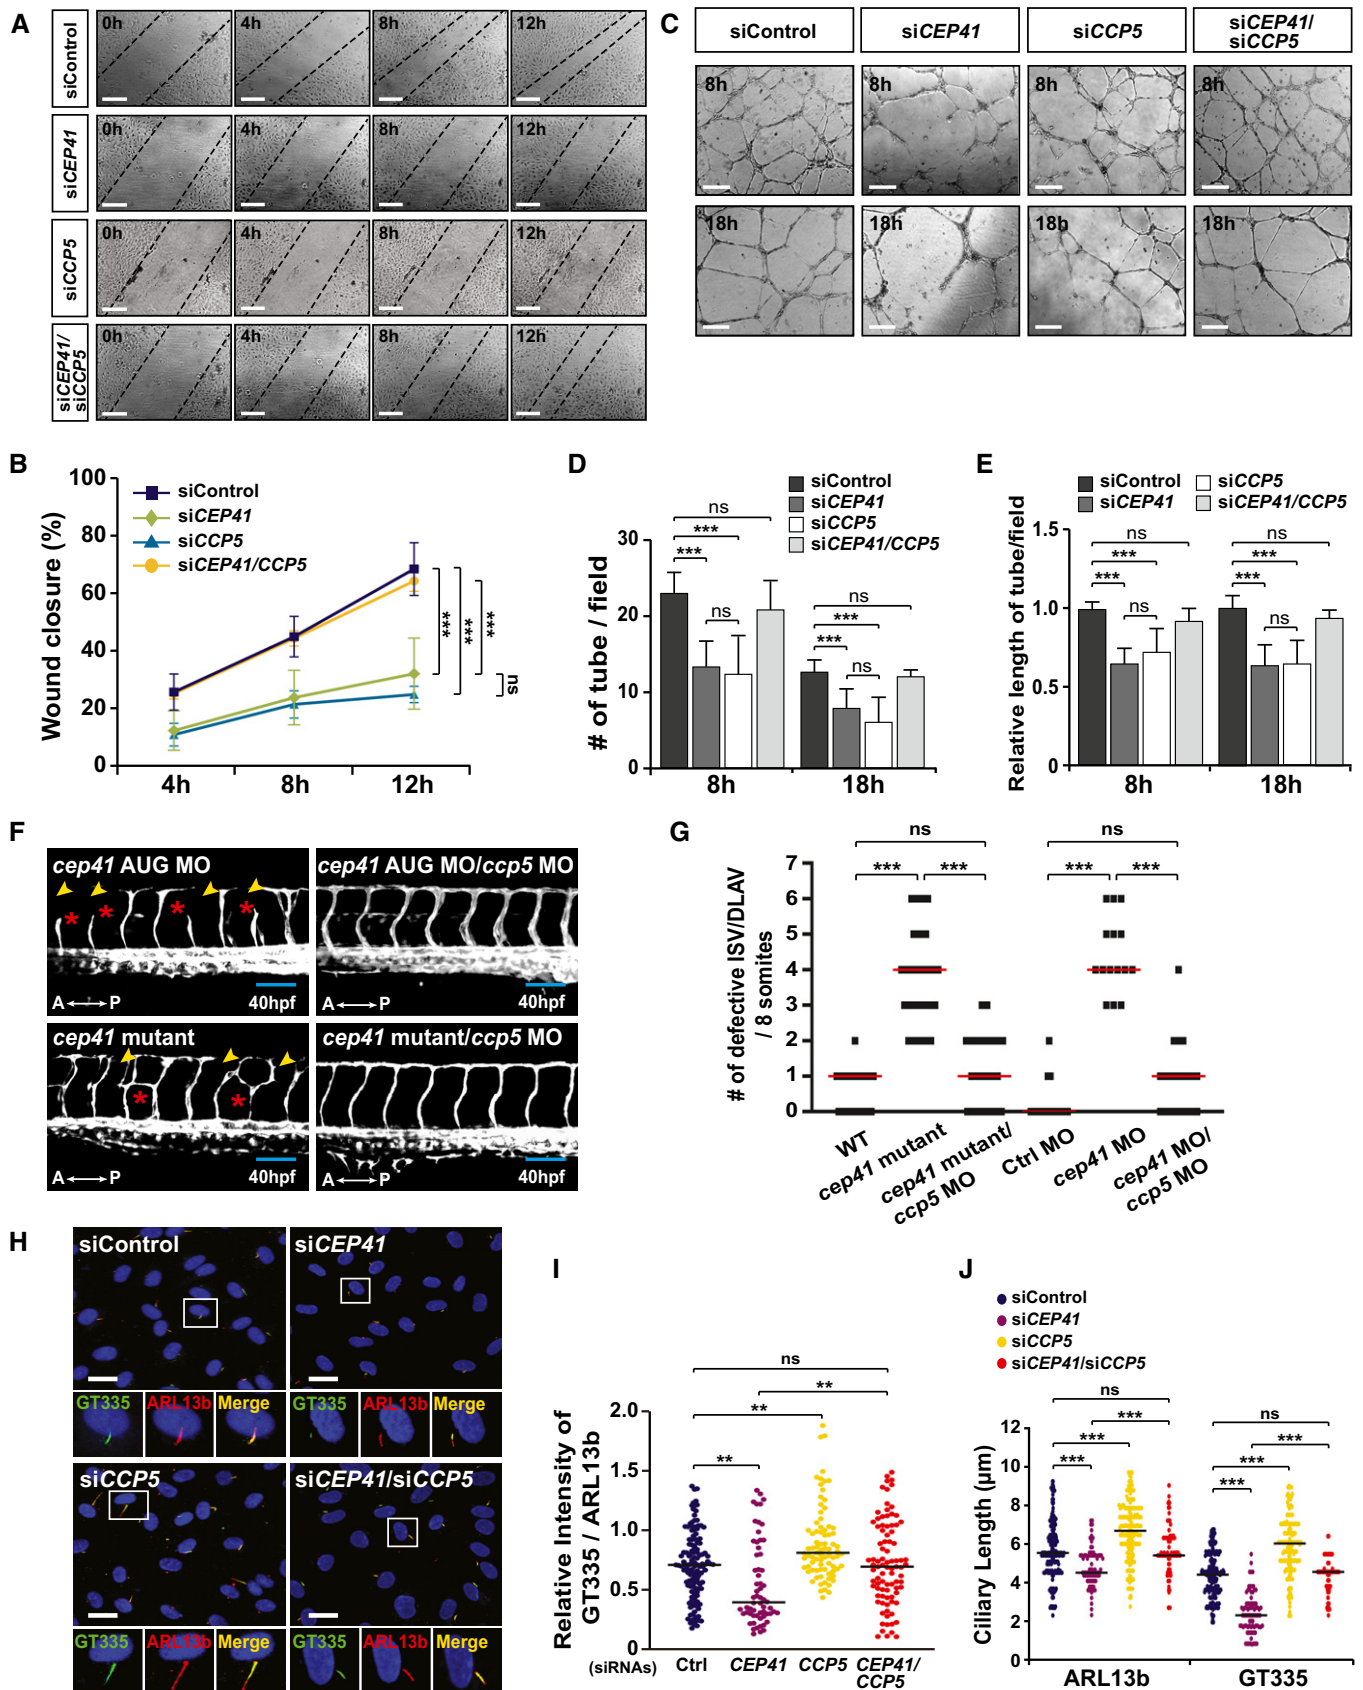 A
siControl
0h
4h
8h
12h
siCEP41
0h
4h
8h
12h
siCCP5
0h
4h
8h
12h
siCEP41/
siCCP5
0h
4h
8h
12h
C
siControl
siCEP41
siCCP5
siCEP41/
siCCP5
8h
8h
8h
8h
18h
18h
18h
18h
B
Wound closure (%)
100
80
60
40
20
0
4h
8h
12h
siControl
siCEP41
siCCP5
siCEP41/CCP5
***
***
***
ns
D
siControl
siCEP41
siCCP5
siCEP41/CCP5
# of tube / field
30
20
10
0
ns
***
***
ns
ns
***
***
ns
8h
18h
E
siControl
siCEP41
siCCP5
siCEP41/CCP5
Relative length of tube/field
1.5
1.0
0.5
0
ns
***
***
ns
ns
***
***
ns
8h
18h
F
cep41 AUG MO
* * * *
A P
40hpf
cep41 AUG MO/ccp5 MO
A P
40hpf
cep41 mutant
* *
A P
40hpf
cep41 mutant/ccp5 MO
A P
40hpf
G
# of defective ISV/DLAV
/ 8 somites
7
6
5
4
3
2
1
0
ns
***
***
ns
***
***
WT
cep41 mutant
cep41 mutant/
ccp5 MO
Ctrl MO
cep41 MO
cep41 MO/
ccp5 MO
H
siControl
GT335
ARL13b
Merge
siCEP41
GT335
ARL13b
Merge
siCCP5
GT335
ARL13b
Merge
siCEP41/siCCP5
GT335
ARL13b
Merge
I
Relative Intensity of
GT335 / ARL13b
2.0
1.5
1.0
0.5
0
ns
**
**
**
(siRNAs)
Ctrl
CEP41
CCP5
CEP41/
CCP5
J
siControl
siCEP41
siCCP5
siCEP41/siCCP5
Ciliary Length (µm)
12
10
8
6
4
2
0
ns
***
***
***
ns
***
***
***
ARL13b
GT335